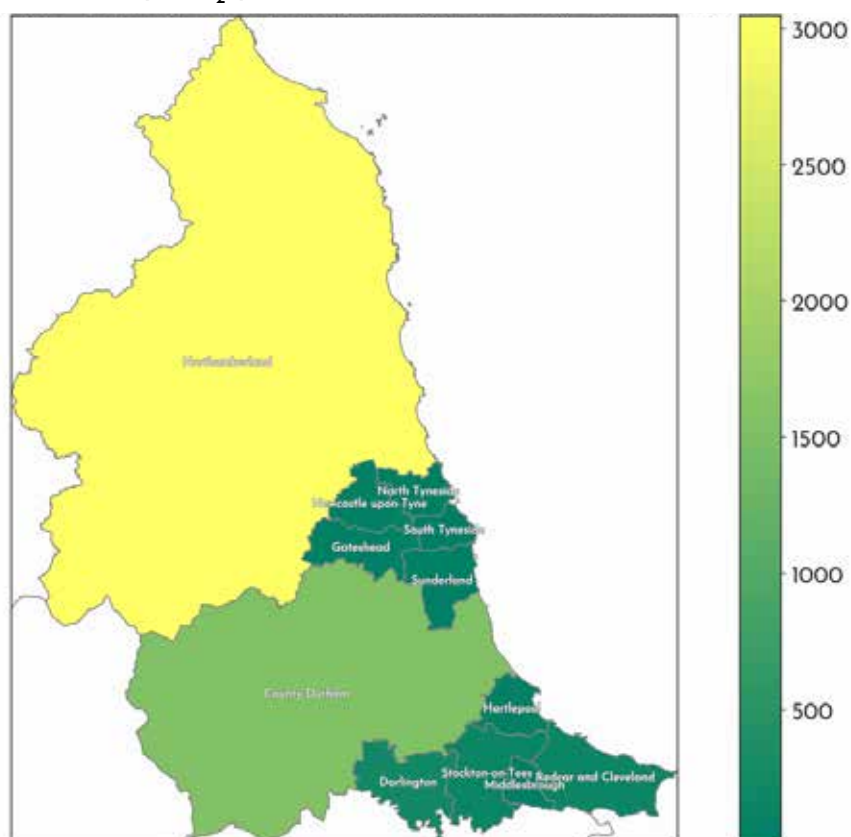 3000
2500
2000
1500
1000
500
Northumberland
North Tyneside
Newcastle upon Tyne
South Tyneside
Gateshead
Sunderland
County Durham
Hartlepool
Stockton-on-Tees
Redcar and Cleveland
Darlington
Middlesbrough